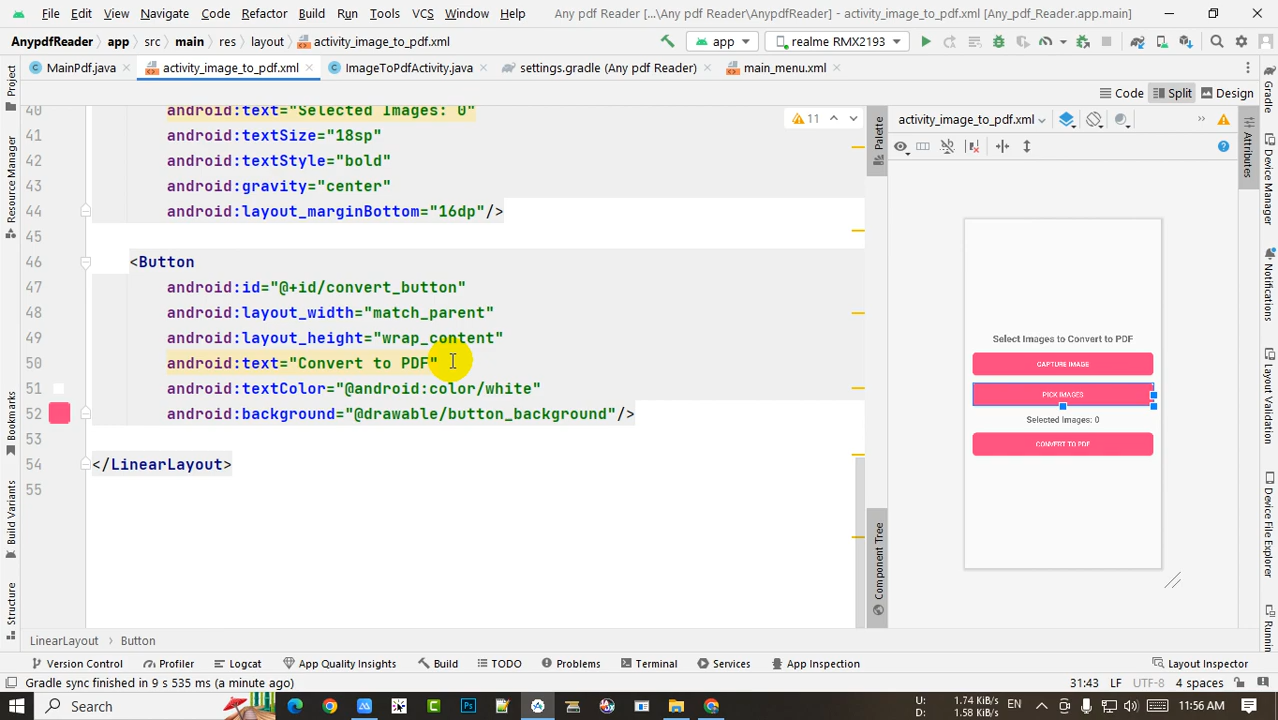 File Edit View Navigate Code Refactor Build Run Tools VCS Window Help Any pdf Reader [...\Any pdf Reader\AnypdfReader] - activity_image_to_pdf.xml [Any_pdf_Reader.app.main]
AnypdfReader app src main res layout activity_image_to_pdf.xml app realme RMX2193
MainPdf.java activity_image_to_pdf.xml ImageToPdfActivity.java settings.gradle (Any pdf Reader) main_menu.xml
Code Split Design
Project
Resource Manager
Bookmarks
Build Variants
Structure
40 android:text="Selected Images: 0"
41 android:textSize="18sp"
42 android:textStyle="bold"
43 android:gravity="center"
44 android:layout_marginBottom="16dp"/>
45
46 <Button
47 android:id="@+id/convert_button"
48 android:layout_width="match_parent"
49 android:layout_height="wrap_content"
50 android:text="Convert to PDF"
51 android:textColor="@android:color/white"
52 android:background="@drawable/button_background"/>
53
54 </LinearLayout>
55
11
Palette
Component Tree
activity_image_to_pdf.xml
Select Images to Convert to PDF
CAPTURE IMAGE
PICK IMAGES
Selected Images: 0
CONVERT TO PDF
Attributes
Gradle
Device Manager
Notifications
Layout Validation
Device File Explorer
Running
LinearLayout Button
Version Control Profiler Logcat App Quality Insights Build TODO Problems Terminal Services App Inspection Layout Inspector
Gradle sync finished in 9 s 535 ms (a minute ago) 31:43 LF UTF-8 4 spaces
Search U: 1.74 KiB/s EN 11:56 AM
D: 1.58 KiB/s